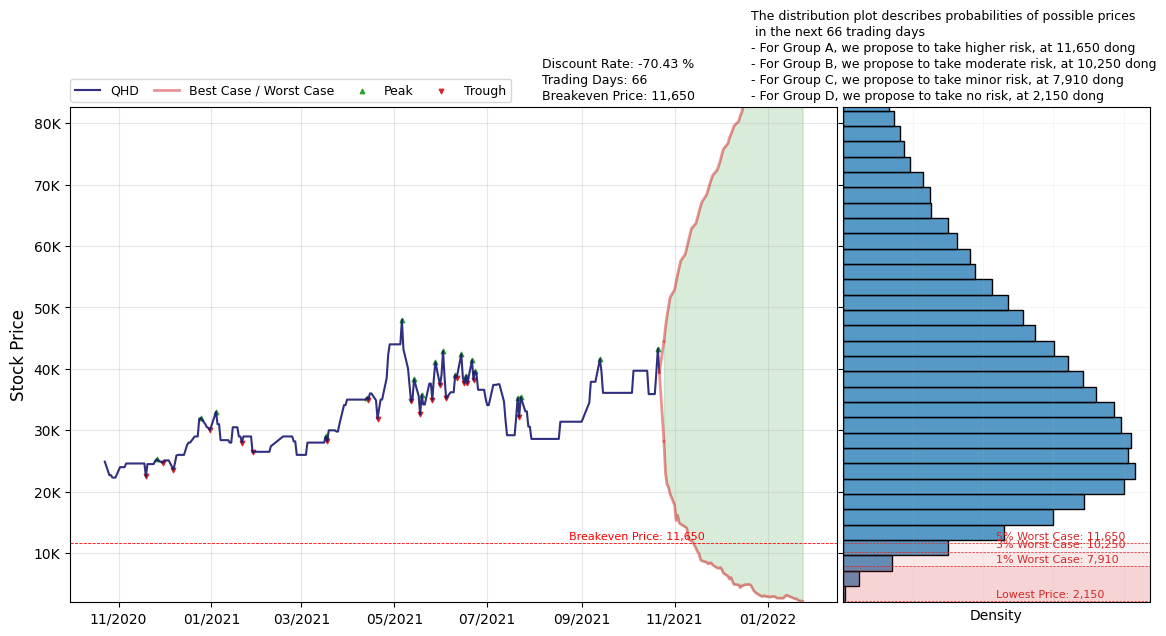 The distribution plot describes probabilities of possible prices
in the next 66 trading days
- For Group A, we propose to take higher risk, at 11,650 dong
- For Group B, we propose to take moderate risk, at 10,250 dong
- For Group C, we propose to take minor risk, at 7,910 dong
- For Group D, we propose to take no risk, at 2,150 dong
Discount Rate: -70.43 %
Trading Days: 66
Breakeven Price: 11,650
QHD
Best Case / Worst Case
Peak
Trough
Stock Price
80K
70K
60K
50K
40K
30K
20K
10K
Breakeven Price: 11,650
11/2020
01/2021
03/2021
05/2021
07/2021
09/2021
11/2021
01/2022
5% Worst Case: 11,650
3% Worst Case: 10,250
1% Worst Case: 7,910
Lowest Price: 2,150
Density